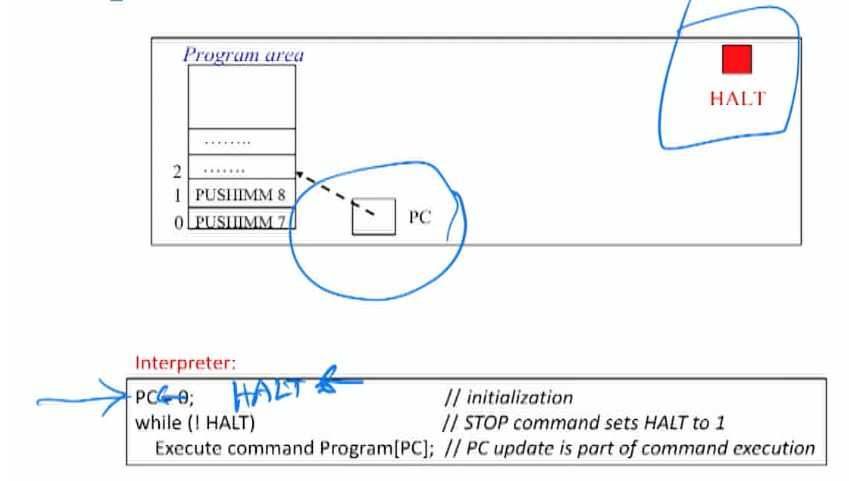 Program area
HALT
........
2 .......
1 PUSHIMM 8
0 PUSHIMM 7
PC
Interpreter:
PC ← 0; HALT ← // initialization
while (! HALT) // STOP command sets HALT to 1
Execute command Program[PC]; // PC update is part of command execution